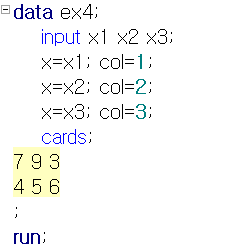 data ex4;
input x1 x2 x3;
x=x1; col=1;
x=x2; col=2;
x=x3; col=3;
cards;
7 9 3
4 5 6
;
run;